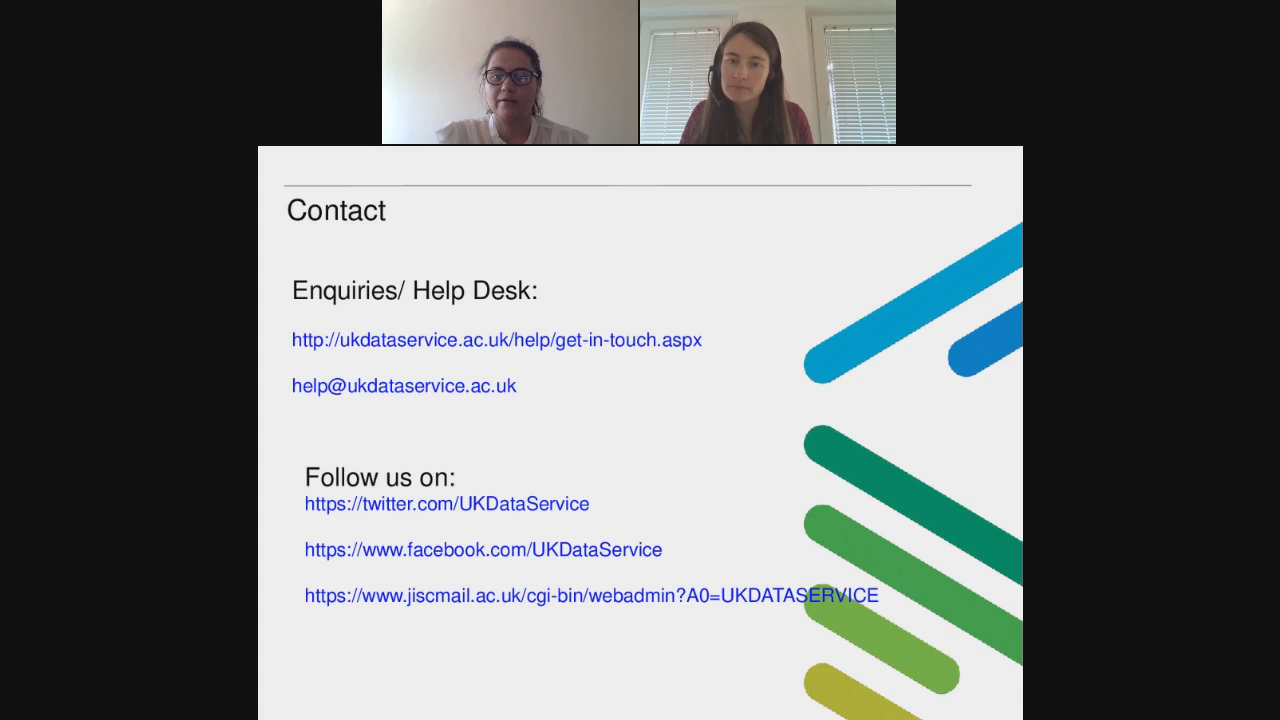 Contact
Enquiries/ Help Desk:
http://ukdataservice.ac.uk/help/get-in-touch.aspx
help@ukdataservice.ac.uk
Follow us on:
https://twitter.com/UKDataService
https://www.facebook.com/UKDataService
https://www.jiscmail.ac.uk/cgi-bin/webadmin?A0=UKDATASERVICE